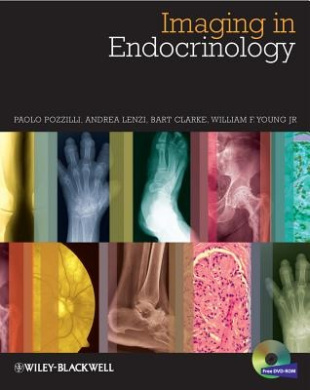 Imaging in
Endocrinology
PAOLO POZZILLI, ANDREA LENZI, BART CLARKE, WILLIAM F. YOUNG JR
WILEY-BLACKWELL
Free DVD-ROM